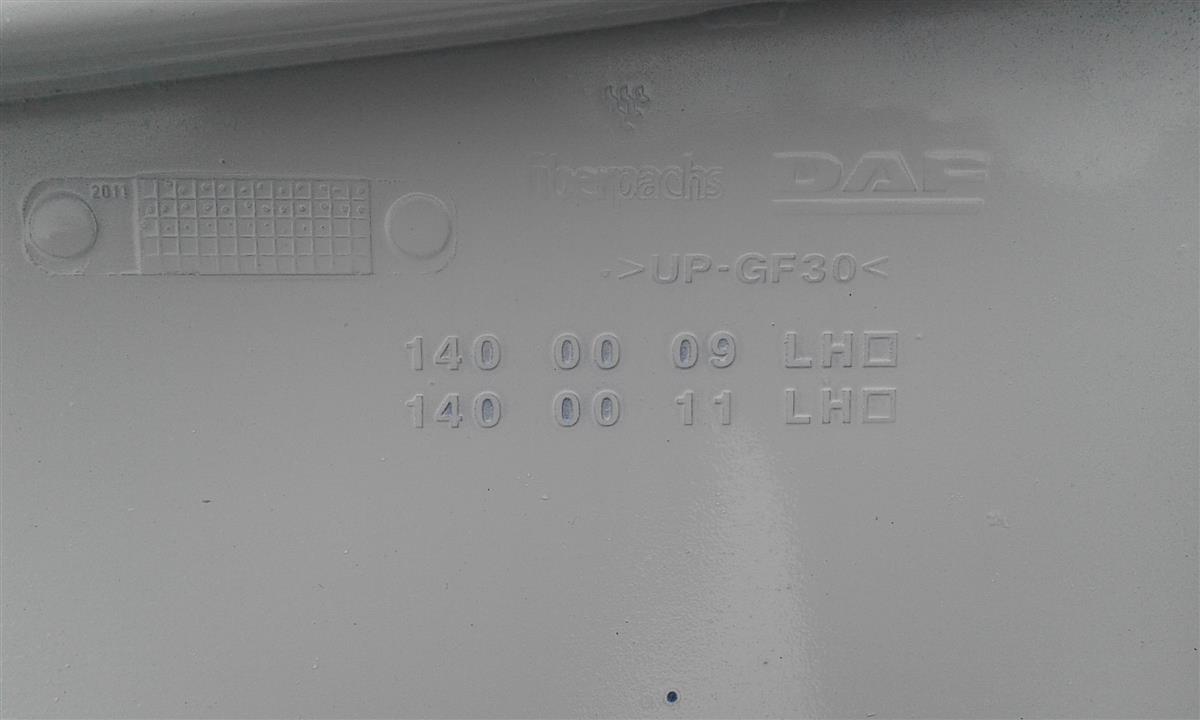 fiberpachs DAF
2011
>UP-GF30<
140 00 09 LH□
140 00 11 LH□